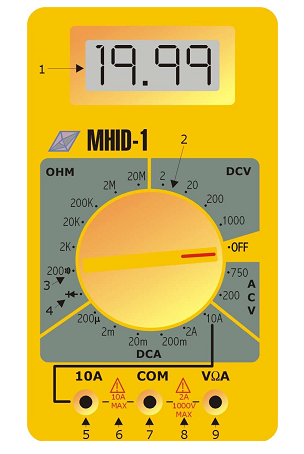 1
19.99
MHID-1
2
OHM
DCV
2M
20M
2
20
200K
200
20K
1000
2K
OFF
200
750
3
200
A
C
V
4
200µ
10A
2m
20m
200m
2A
DCA
10A
COM
VΩA
10A
MAX
2A
1000V
MAX
5
6
7
8
9